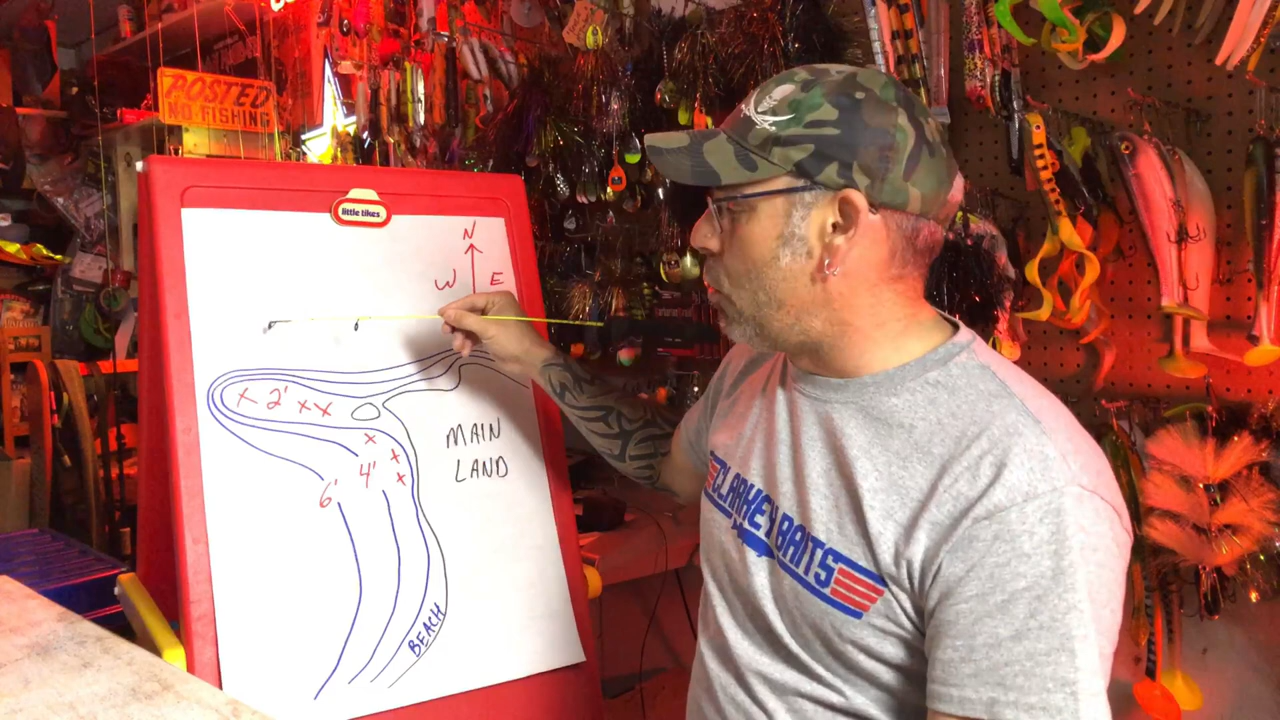 POSTED
NO FISHING
little tikes
N
W E
X 2' X X
X
X
4' X
6'
MAIN
LAND
BEACH
CLARKEY BAITS